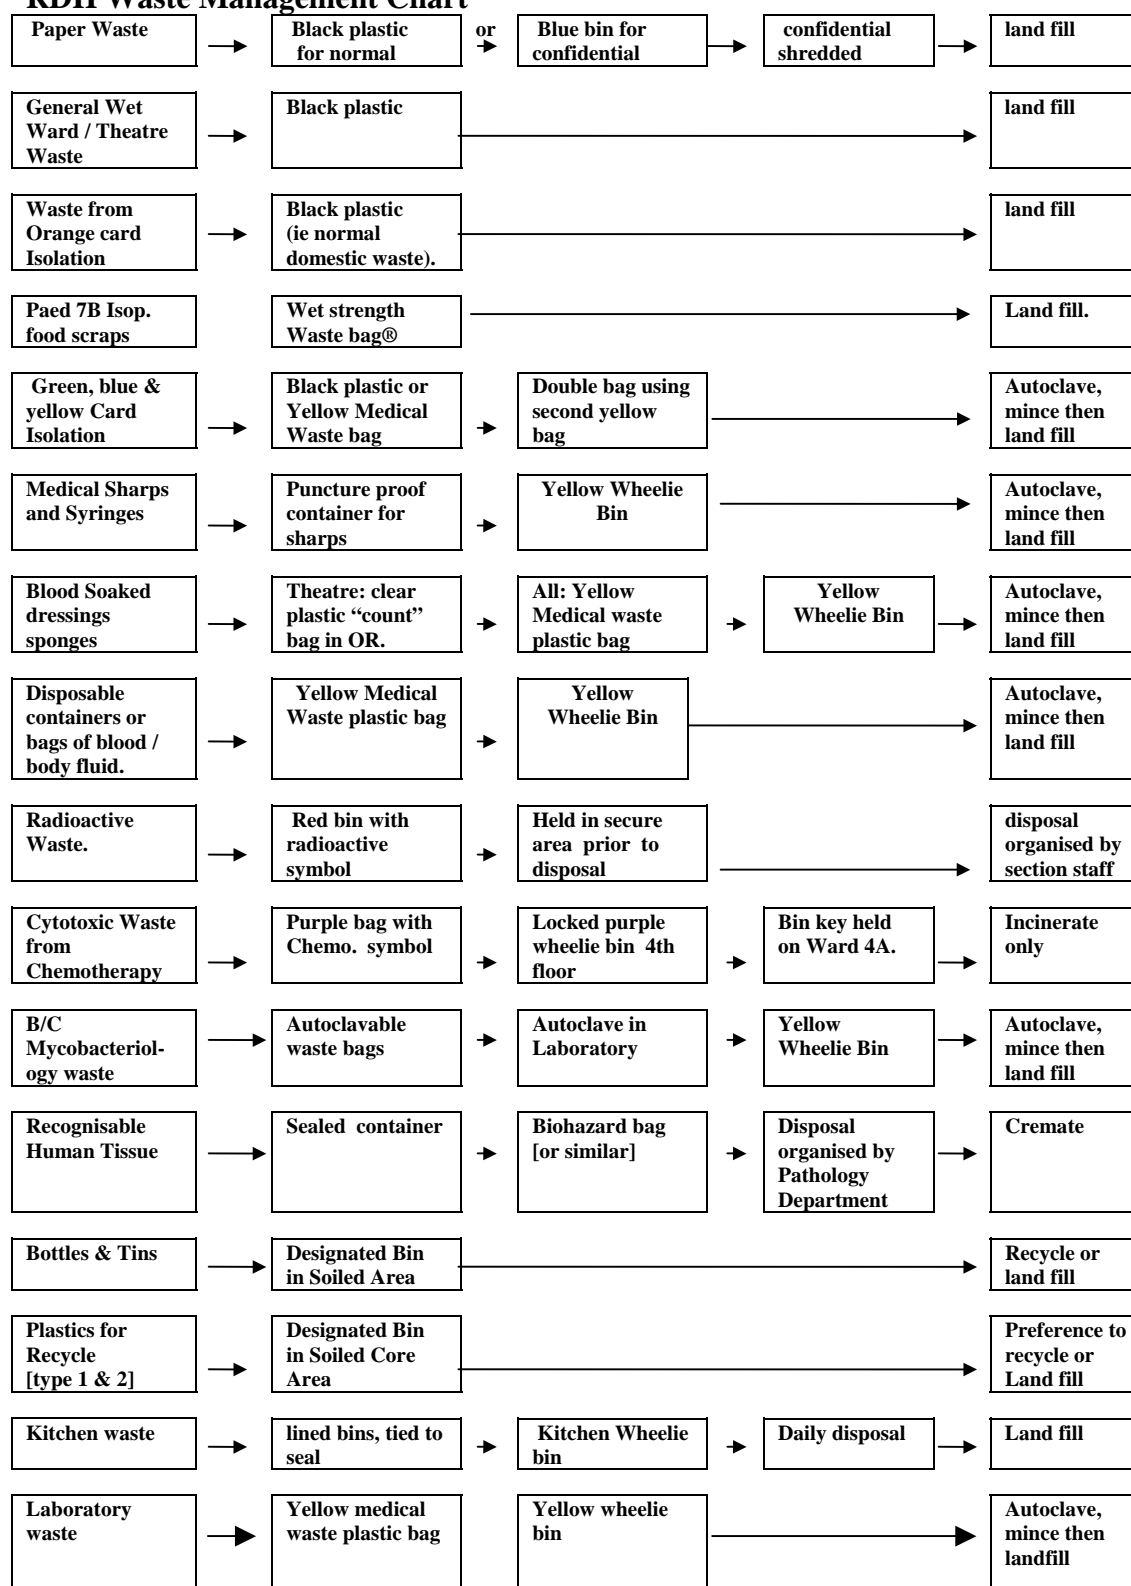 RDH Waste Management Chart
Paper Waste
Black plastic
for normal
or
Blue bin for
confidential
confidential
shredded
land fill
General Wet
Ward / Theatre
Waste
Black plastic
land fill
Waste from
Orange card
Isolation
Black plastic
(ie normal
domestic waste).
land fill
Paed 7B Isop.
food scraps
Wet strength
Waste bag®
Land fill.
Green, blue &
yellow Card
Isolation
Black plastic or
Yellow Medical
Waste bag
Double bag using
second yellow
bag
Autoclave,
mince then
land fill
Medical Sharps
and Syringes
Puncture proof
container for
sharps
Yellow Wheelie
Bin
Autoclave,
mince then
land fill
Blood Soaked
dressings
sponges
Theatre: clear
plastic “count”
bag in OR.
All: Yellow
Medical waste
plastic bag
Yellow
Wheelie Bin
Autoclave,
mince then
land fill
Disposable
containers or
bags of blood /
body fluid.
Yellow Medical
Waste plastic bag
Yellow
Wheelie Bin
Autoclave,
mince then
land fill
Radioactive
Waste.
Red bin with
radioactive
symbol
Held in secure
area prior to
disposal
disposal
organised by
section staff
Cytotoxic Waste
from
Chemotherapy
Purple bag with
Chemo. symbol
Locked purple
wheelie bin 4th
floor
Bin key held
on Ward 4A.
Incinerate
only
B/C
Mycobacteriol-
ogy waste
Autoclavable
waste bags
Autoclave in
Laboratory
Yellow
Wheelie Bin
Autoclave,
mince then
land fill
Recognisable
Human Tissue
Sealed container
Biohazard bag
[or similar]
Disposal
organised by
Pathology
Department
Cremate
Bottles & Tins
Designated Bin
in Soiled Area
Recycle or
land fill
Plastics for
Recycle
[type 1 & 2]
Designated Bin
in Soiled Core
Area
Preference to
recycle or
Land fill
Kitchen waste
lined bins, tied to
seal
Kitchen Wheelie
bin
Daily disposal
Land fill
Laboratory
waste
Yellow medical
waste plastic bag
Yellow wheelie
bin
Autoclave,
mince then
landfill